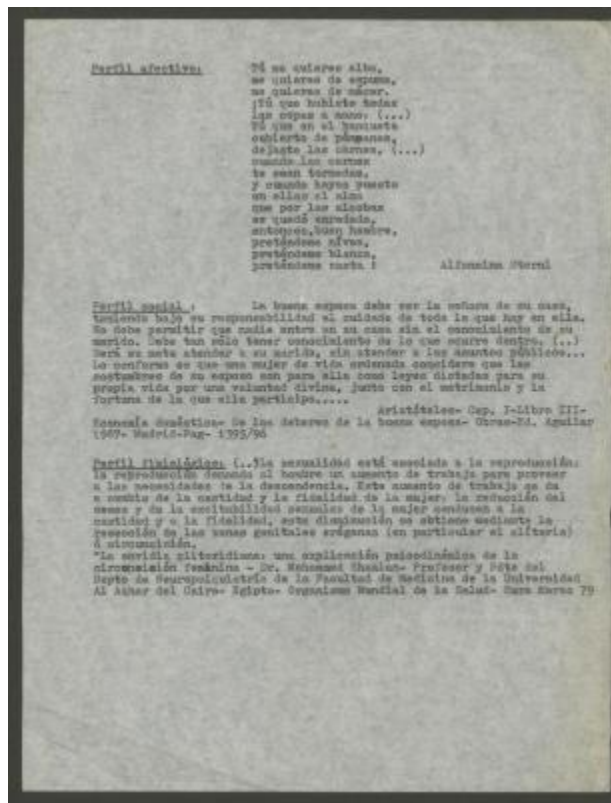 Perfil afectivo:     Tú me quieres alba,
me quieres de espuma,
me quieres de nácar.
¡Tú que hubiste todas
las copas a mano: (...)
Tú que en el banquete
cubierto de pámpanos,
dejaste las carnes, (...)
cuando las carnes
te sean tornadas,
y cuando hayas puesto
en ellas el alma
que por las alcobas
se quedó enredada,
entonces,buen hombre,
preténdeme nívea,
preténdeme blanca,
preténdeme casta !     Alfonsina Storni
Perfil social :     La buena esposa debe ser la señora de su casa,
teniendo bajo su responsabilidad el cuidado de todo lo que hay en ella.
No debe permitir que nadie entre en su casa sin el conocimiento de su
marido. Debe tan sólo tener conocimiento de lo que ocurre dentro. (..)
Será su meta atender a su marido, sin atender a los asuntos públicos...
Lo conforme es que una mujer de vida ordenada considere que las
costumbres de su esposo son para ella como leyes dictadas para su
propia vida por una voluntad divina, junto con el matrimonio y la
fortuna de la que ella participa.....
Aristóteles- Cap. I-Libro III-
Economía doméstica- De los deberes de la buena esposa- Obras-Ed. Aguilar
1967- Madrid-Pag- 1395/96
Perfil fisiológico: (..)la sexualidad está asociada a la reproducción:
la reproducción demanda al hombre un aumento de trabajo para proveer
a las necesidades de la descendencia. Este aumento de trabajo se da
a cambio de la castidad y la fidelidad de la mujer: la reducción del
deseo y de la excitabilidad sexuales de la mujer conducen a la
castidad y a la fidelidad, esta disminución se obtiene mediante la
resección de las zonas genitales erógenas (en particular el clítoris)
ó circuncisión.
"La envidia clitoridiana: una explicación psicodinámica de la
circuncisión femenina - Dr. Mohammed - Profesor y Pdte del
Depto de Neuropsiquiatría de la Facultad de Medicina de la Universidad
Al Azhar del Cairo- Egipto- Organismo Mundial de la Salud- Marzo 79